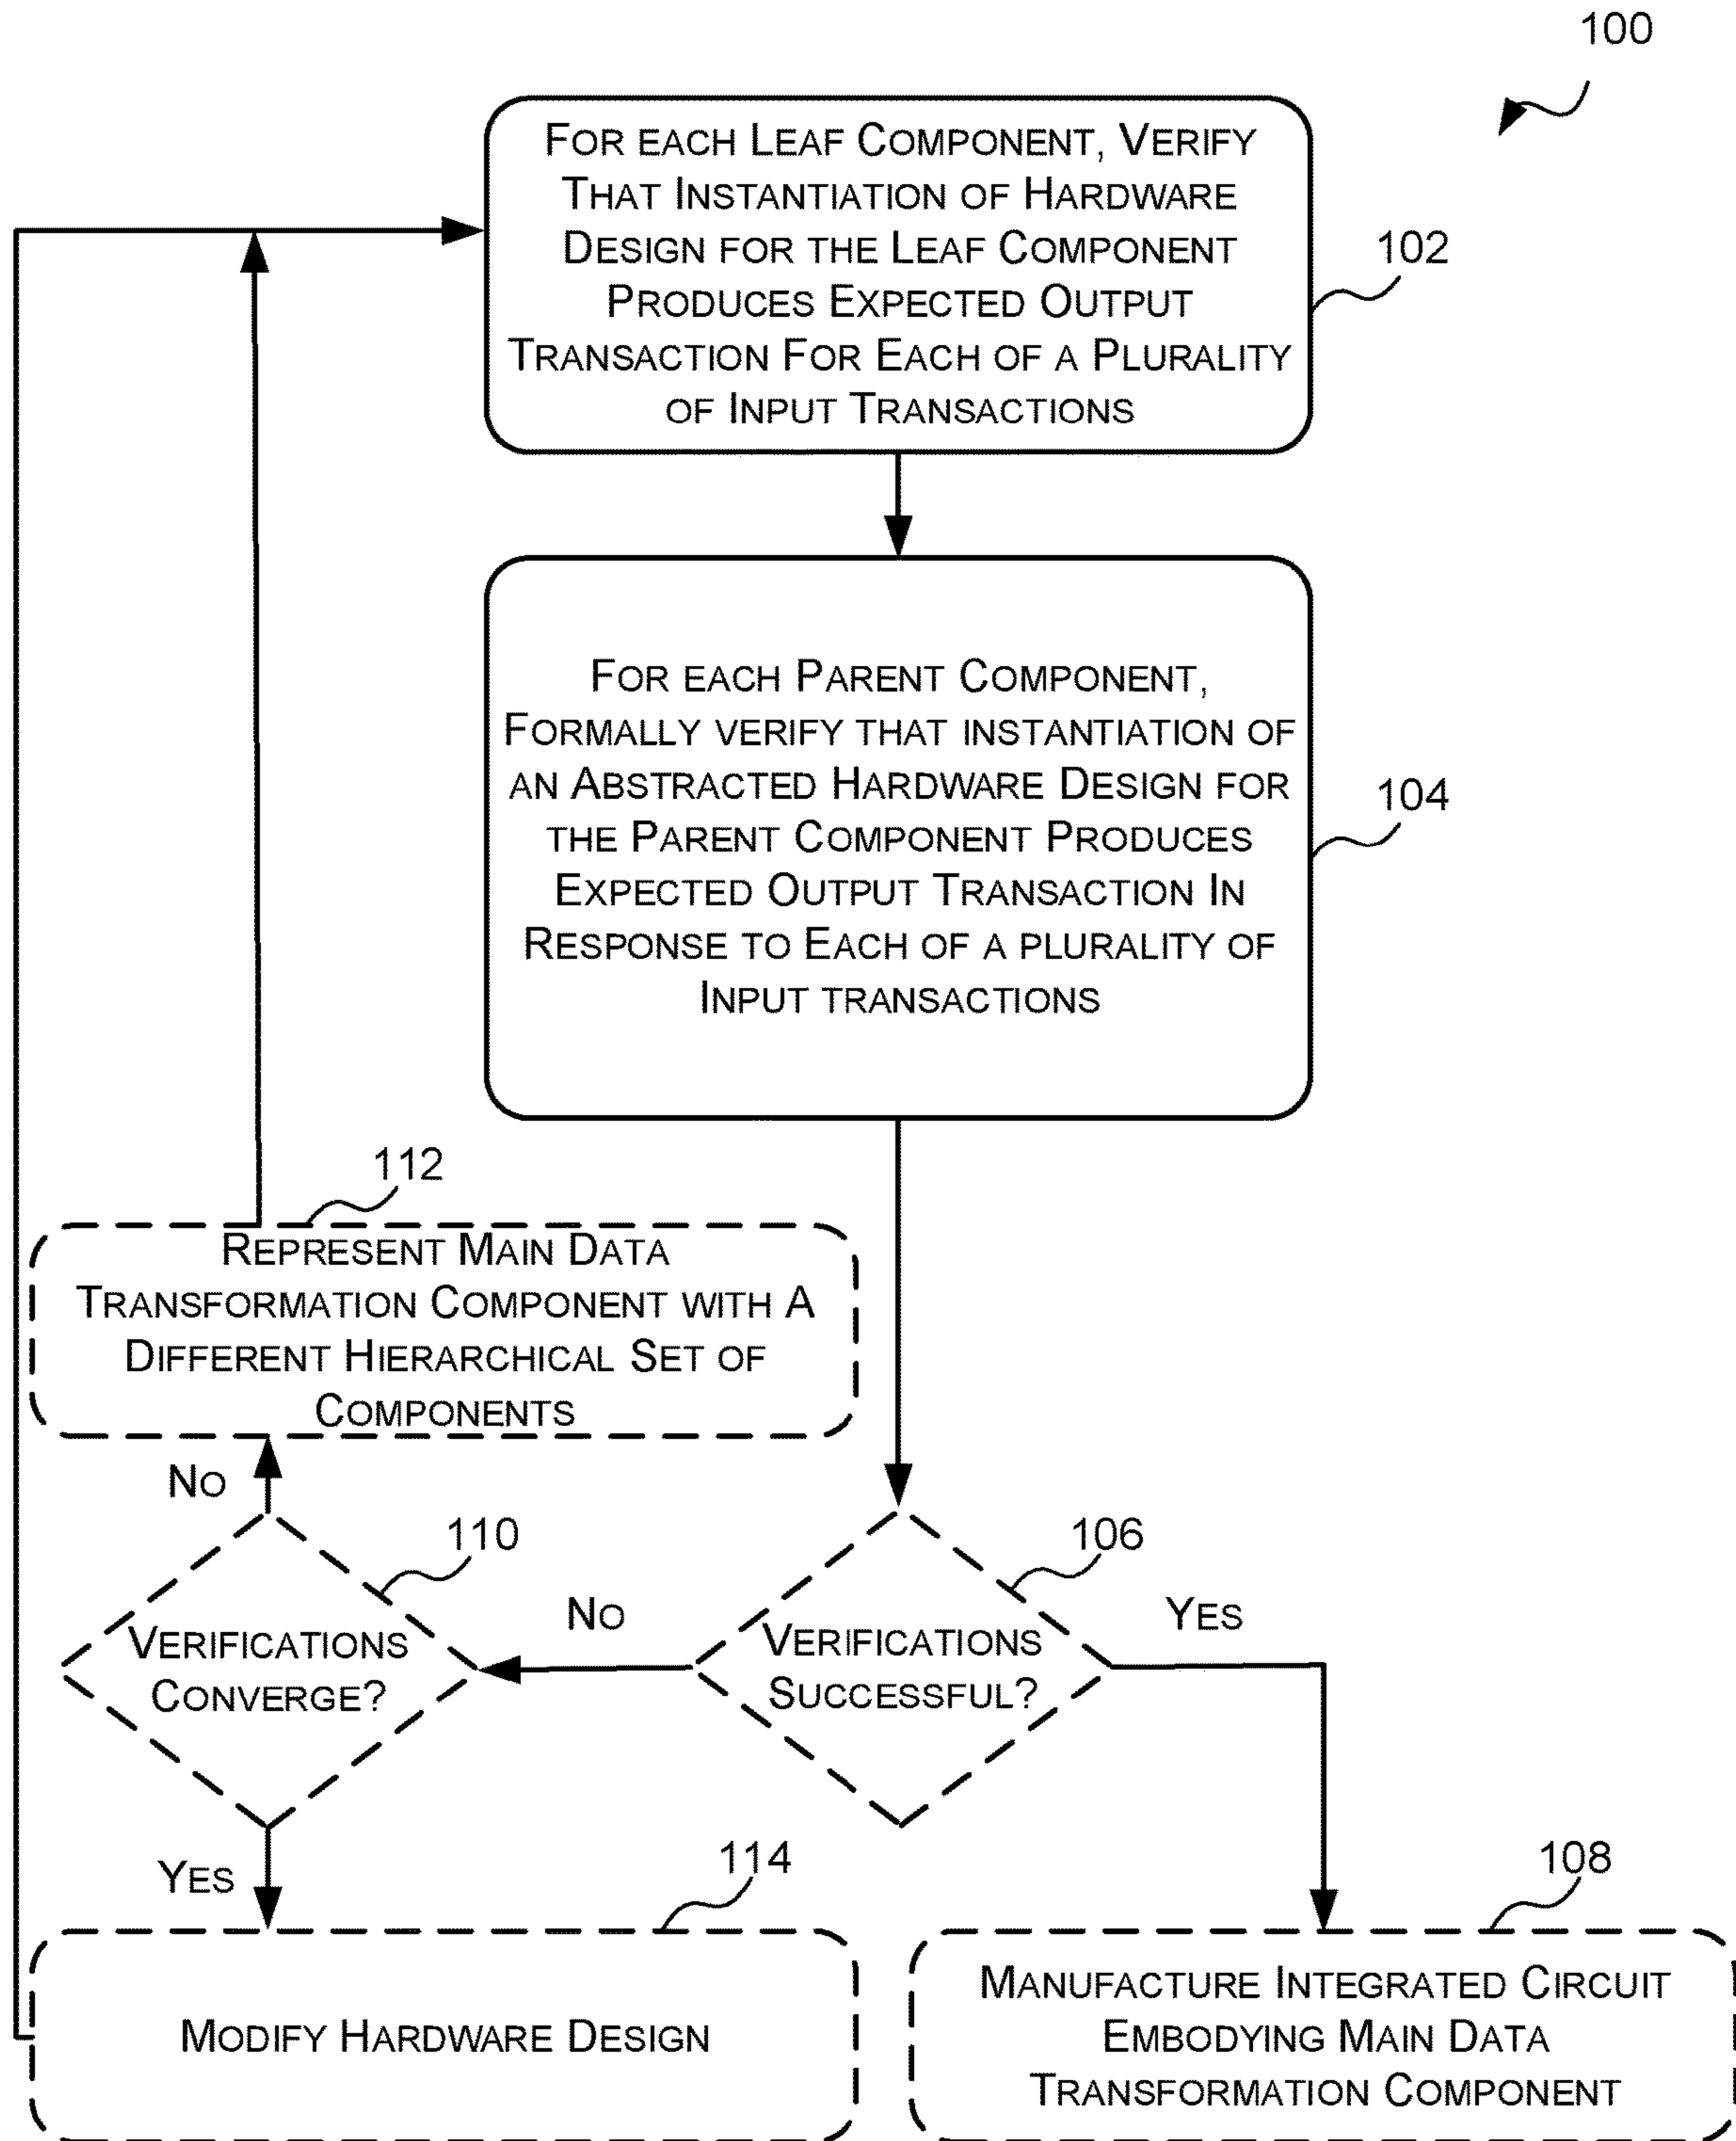 100
FOR EACH LEAF COMPONENT, VERIFY
THAT INSTANTIATION OF HARDWARE
DESIGN FOR THE LEAF COMPONENT
PRODUCES EXPECTED OUTPUT
TRANSACTION FOR EACH OF A PLURALITY
OF INPUT TRANSACTIONS
102
FOR EACH PARENT COMPONENT,
FORMALLY VERIFY THAT INSTANTIATION OF
AN ABSTRACTED HARDWARE DESIGN FOR
THE PARENT COMPONENT PRODUCES
EXPECTED OUTPUT TRANSACTION IN
RESPONSE TO EACH OF A PLURALITY OF
INPUT TRANSACTIONS
104
112
REPRESENT MAIN DATA
TRANSFORMATION COMPONENT WITH A
DIFFERENT HIERARCHICAL SET OF
COMPONENTS
NO
110
VERIFICATIONS
CONVERGE?
NO
106
VERIFICATIONS
SUCCESSFUL?
YES
YES
114
MODIFY HARDWARE DESIGN
108
MANUFACTURE INTEGRATED CIRCUIT
EMBODYING MAIN DATA
TRANSFORMATION COMPONENT